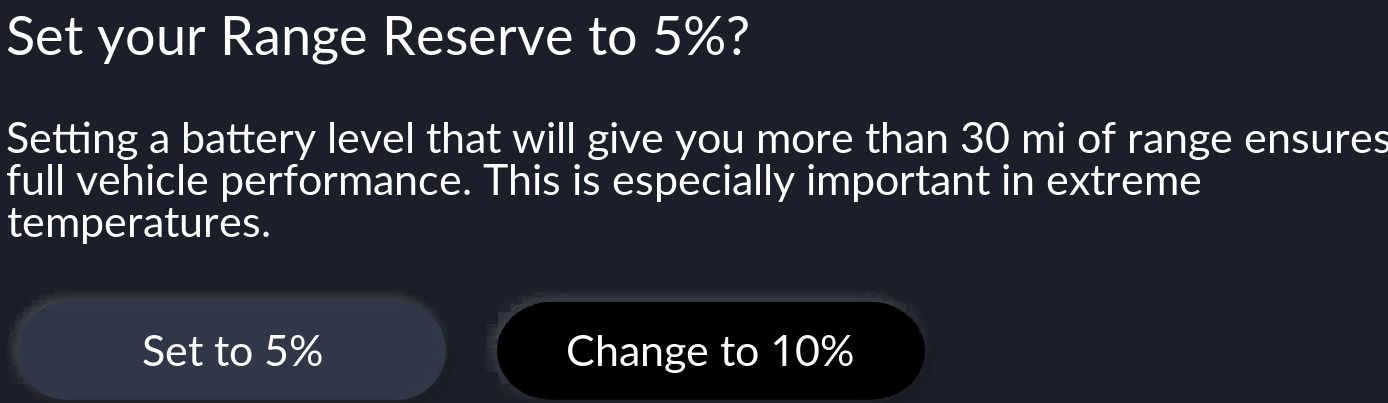 Set your Range Reserve to 5%?
Setting a battery level that will give you more than 30 mi of range ensures
full vehicle performance. This is especially important in extreme
temperatures.
Set to 5%
Change to 10%